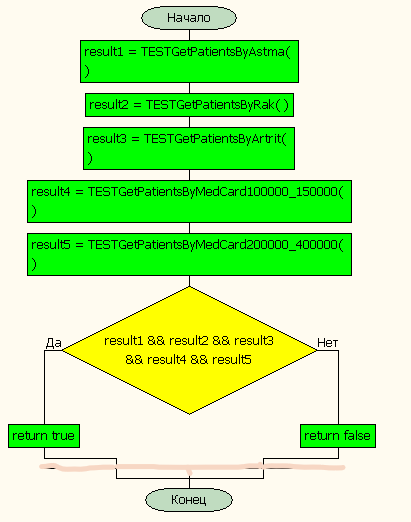 Начало
result1 = TESTGetPatientsByAstma(
)
result2 = TESTGetPatientsByRak( )
result3 = TESTGetPatientsByArtrit(
)
result4 = TESTGetPatientsByMedCard100000_150000(
)
result5 = TESTGetPatientsByMedCard200000_400000(
)
result1 && result2 && result3
&& result4 && result5
Да
Нет
return true
return false
Конец